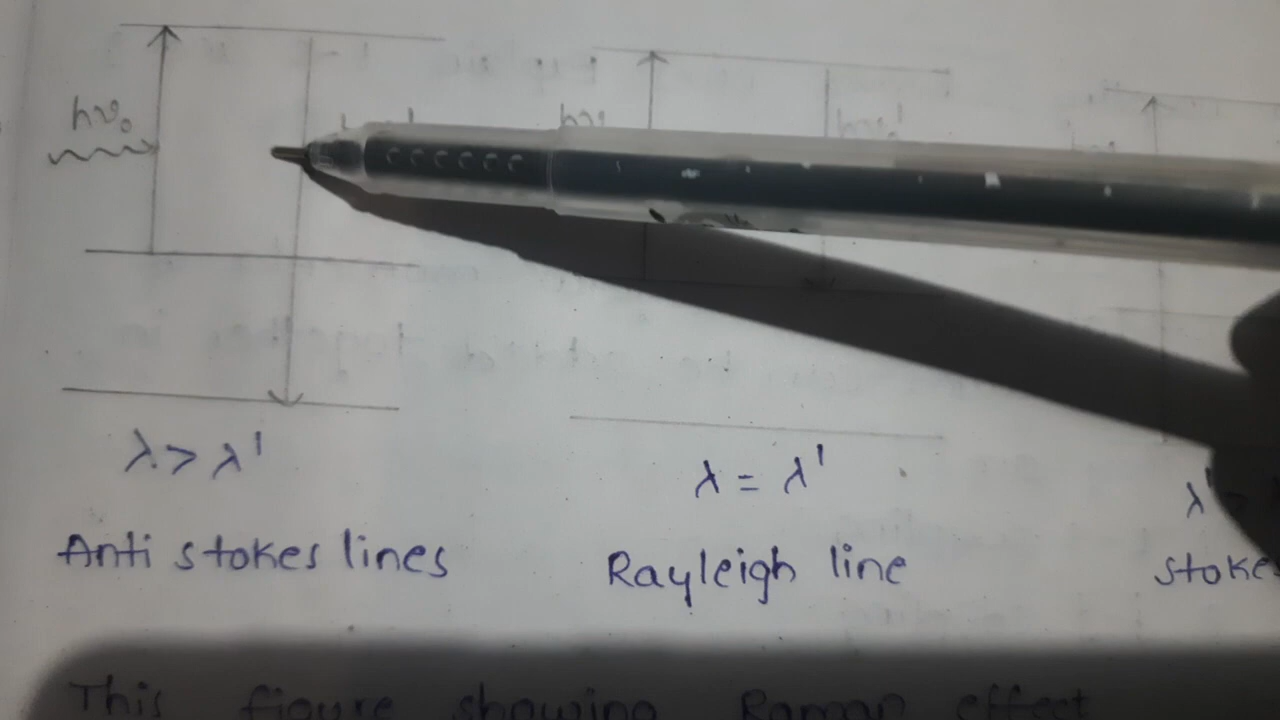 hν₀
λ > λ' λ = λ' λ'
Anti stokes lines Rayleigh line
This figure showing Raman effect